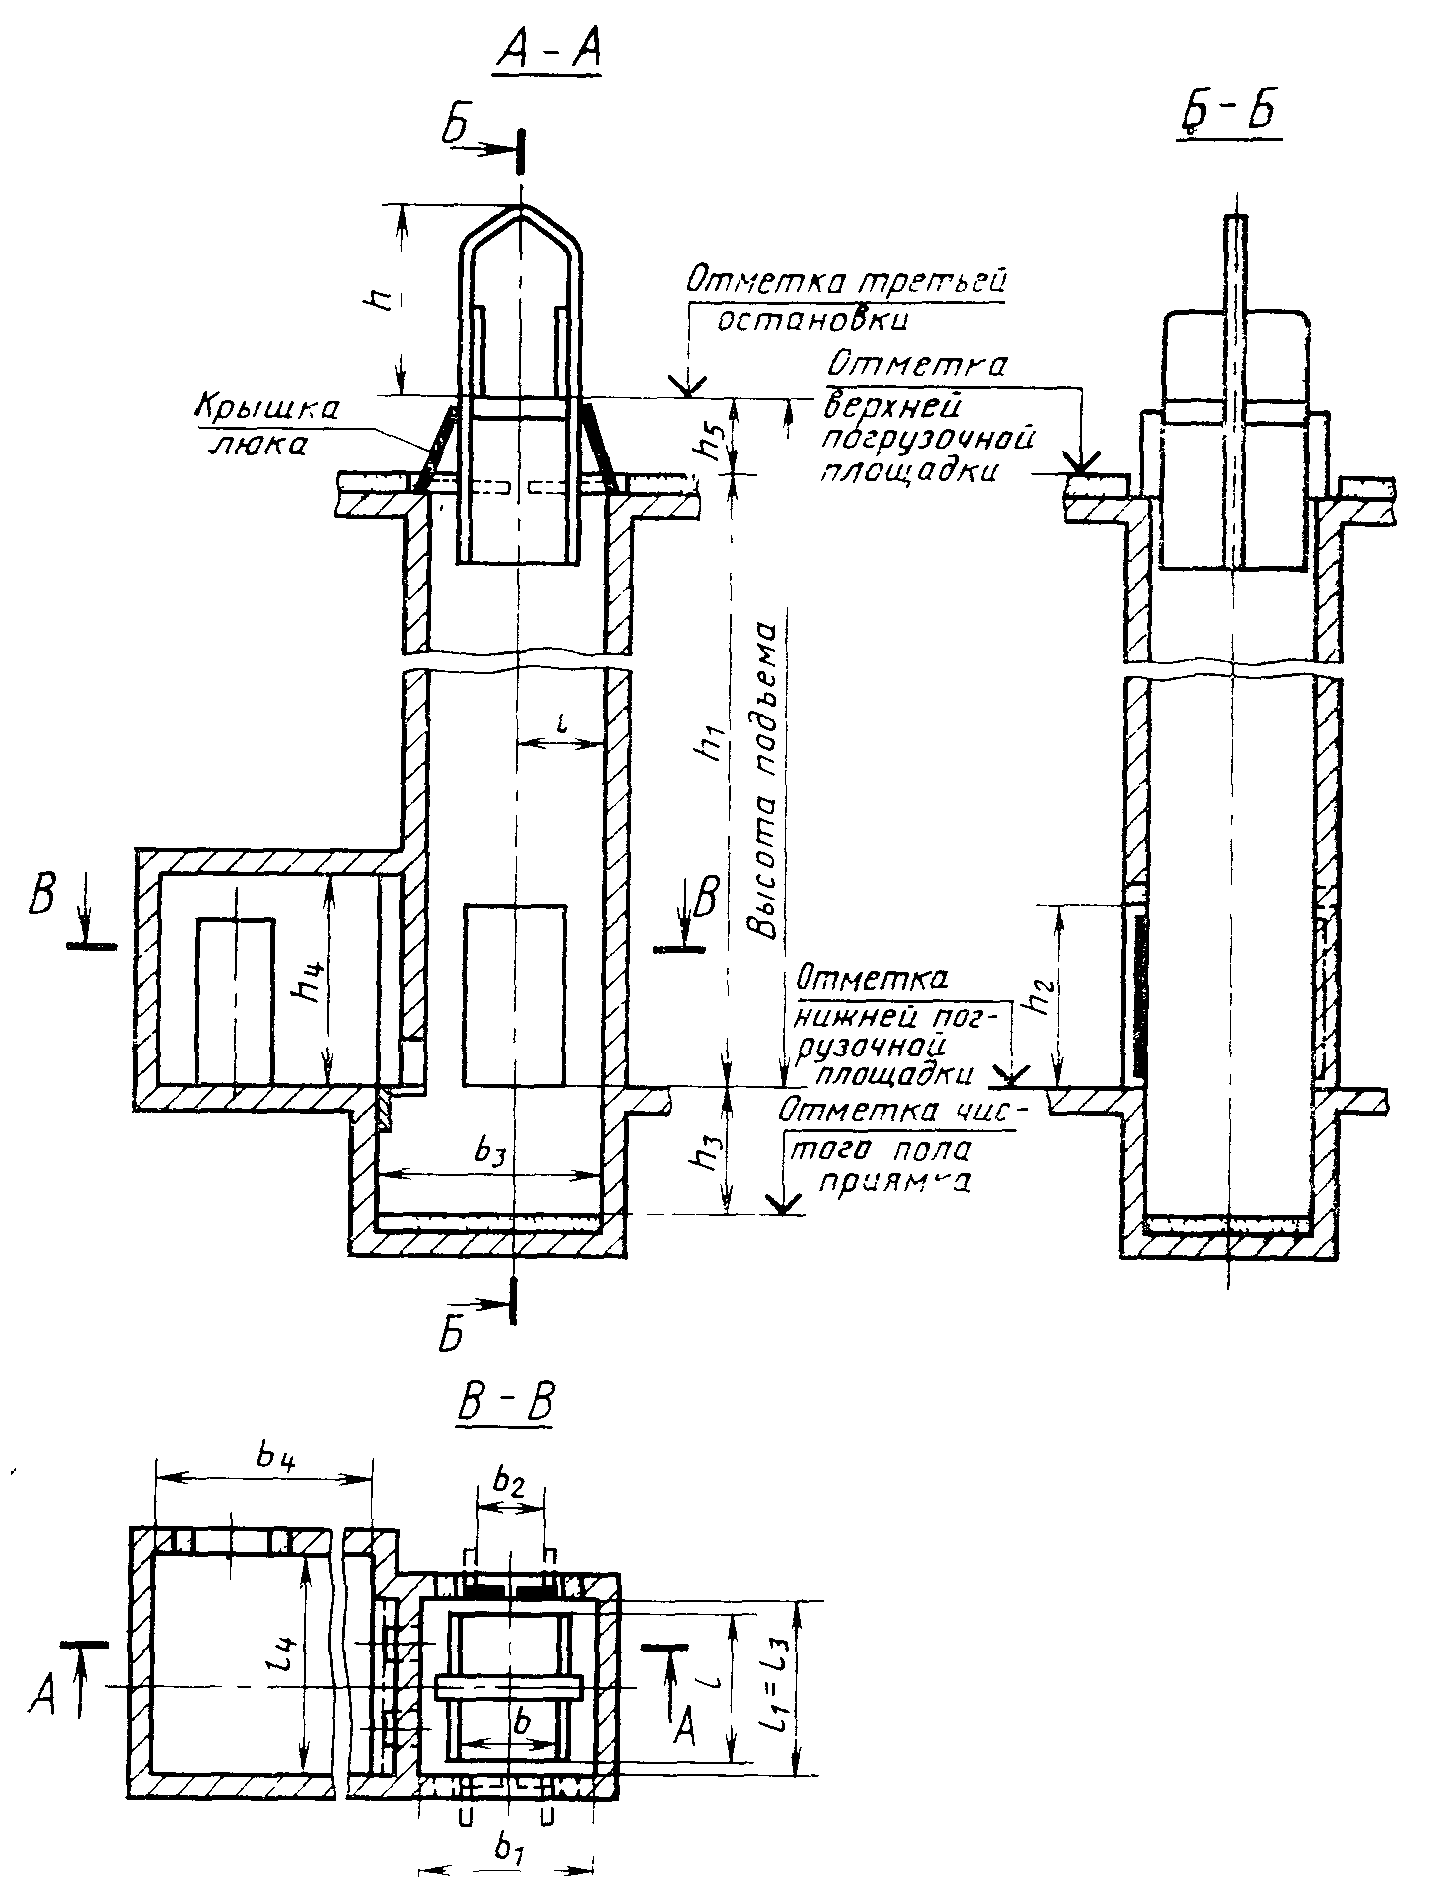 А - А
Б - Б
Б
h
Отметка третьей
остановки
Отметка
верхней
погрузочной
площадки
Крышка
люка
h5
l
h1
Высота подъема
В
В
h4
h2
Отметка
нижней пог-
рузочной
площадки
Отметка чис-
того пола
приямка
b3
h3
Б
В - В
b4
b2
l4
l
l1 = l3
А
А
b
b1